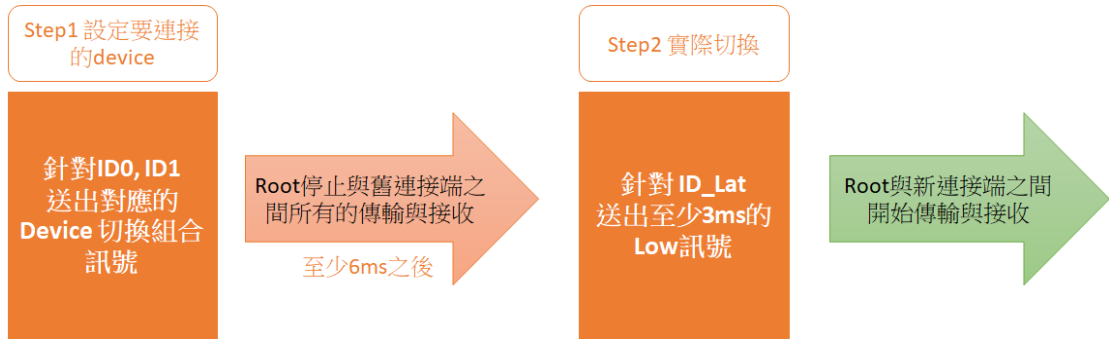 Step1 設定要連接
的device
針對ID0, ID1
送出對應的
Device 切換組合
訊號
Root停止與舊連接端之
間所有的傳輸與接收
至少6ms之後
Step2 實際切換
針對 ID_Lat
送出至少3ms的
Low訊號
Root與新連接端之間
開始傳輸與接收